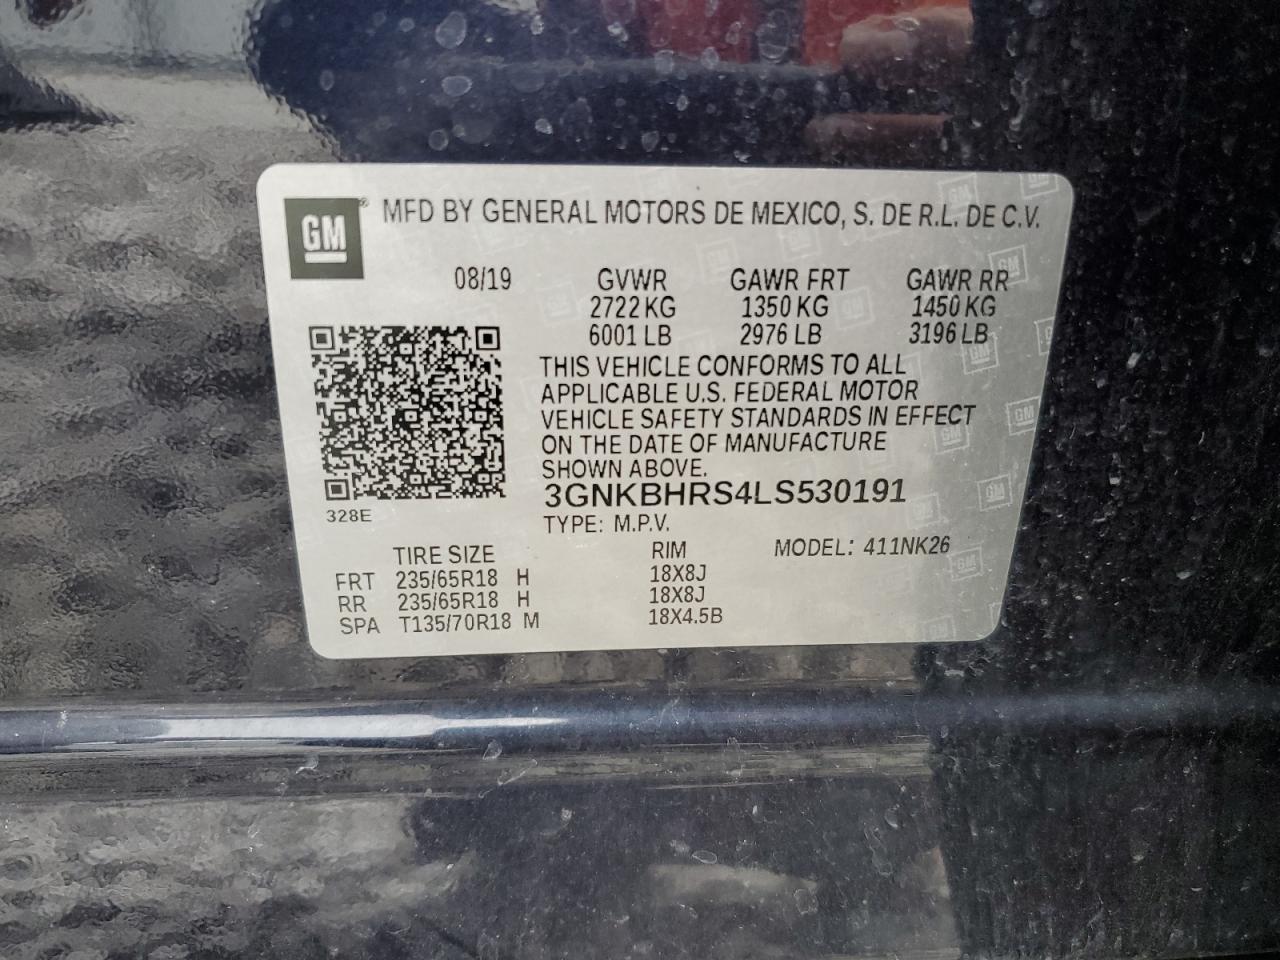 GM® MFD BY GENERAL MOTORS DE MEXICO, S. DE R.L. DE C.V.
08/19 GVWR GAWR FRT GAWR RR
2722 KG 1350 KG 1450 KG
6001 LB 2976 LB 3196 LB
THIS VEHICLE CONFORMS TO ALL
APPLICABLE U.S. FEDERAL MOTOR
VEHICLE SAFETY STANDARDS IN EFFECT
ON THE DATE OF MANUFACTURE
SHOWN ABOVE.
3GNKBHRS4LS530191
328E
TYPE: M.P.V.
TIRE SIZE RIM MODEL: 411NK26
FRT 235/65R18 H 18X8J
RR 235/65R18 H 18X8J
SPA T135/70R18 M 18X4.5B